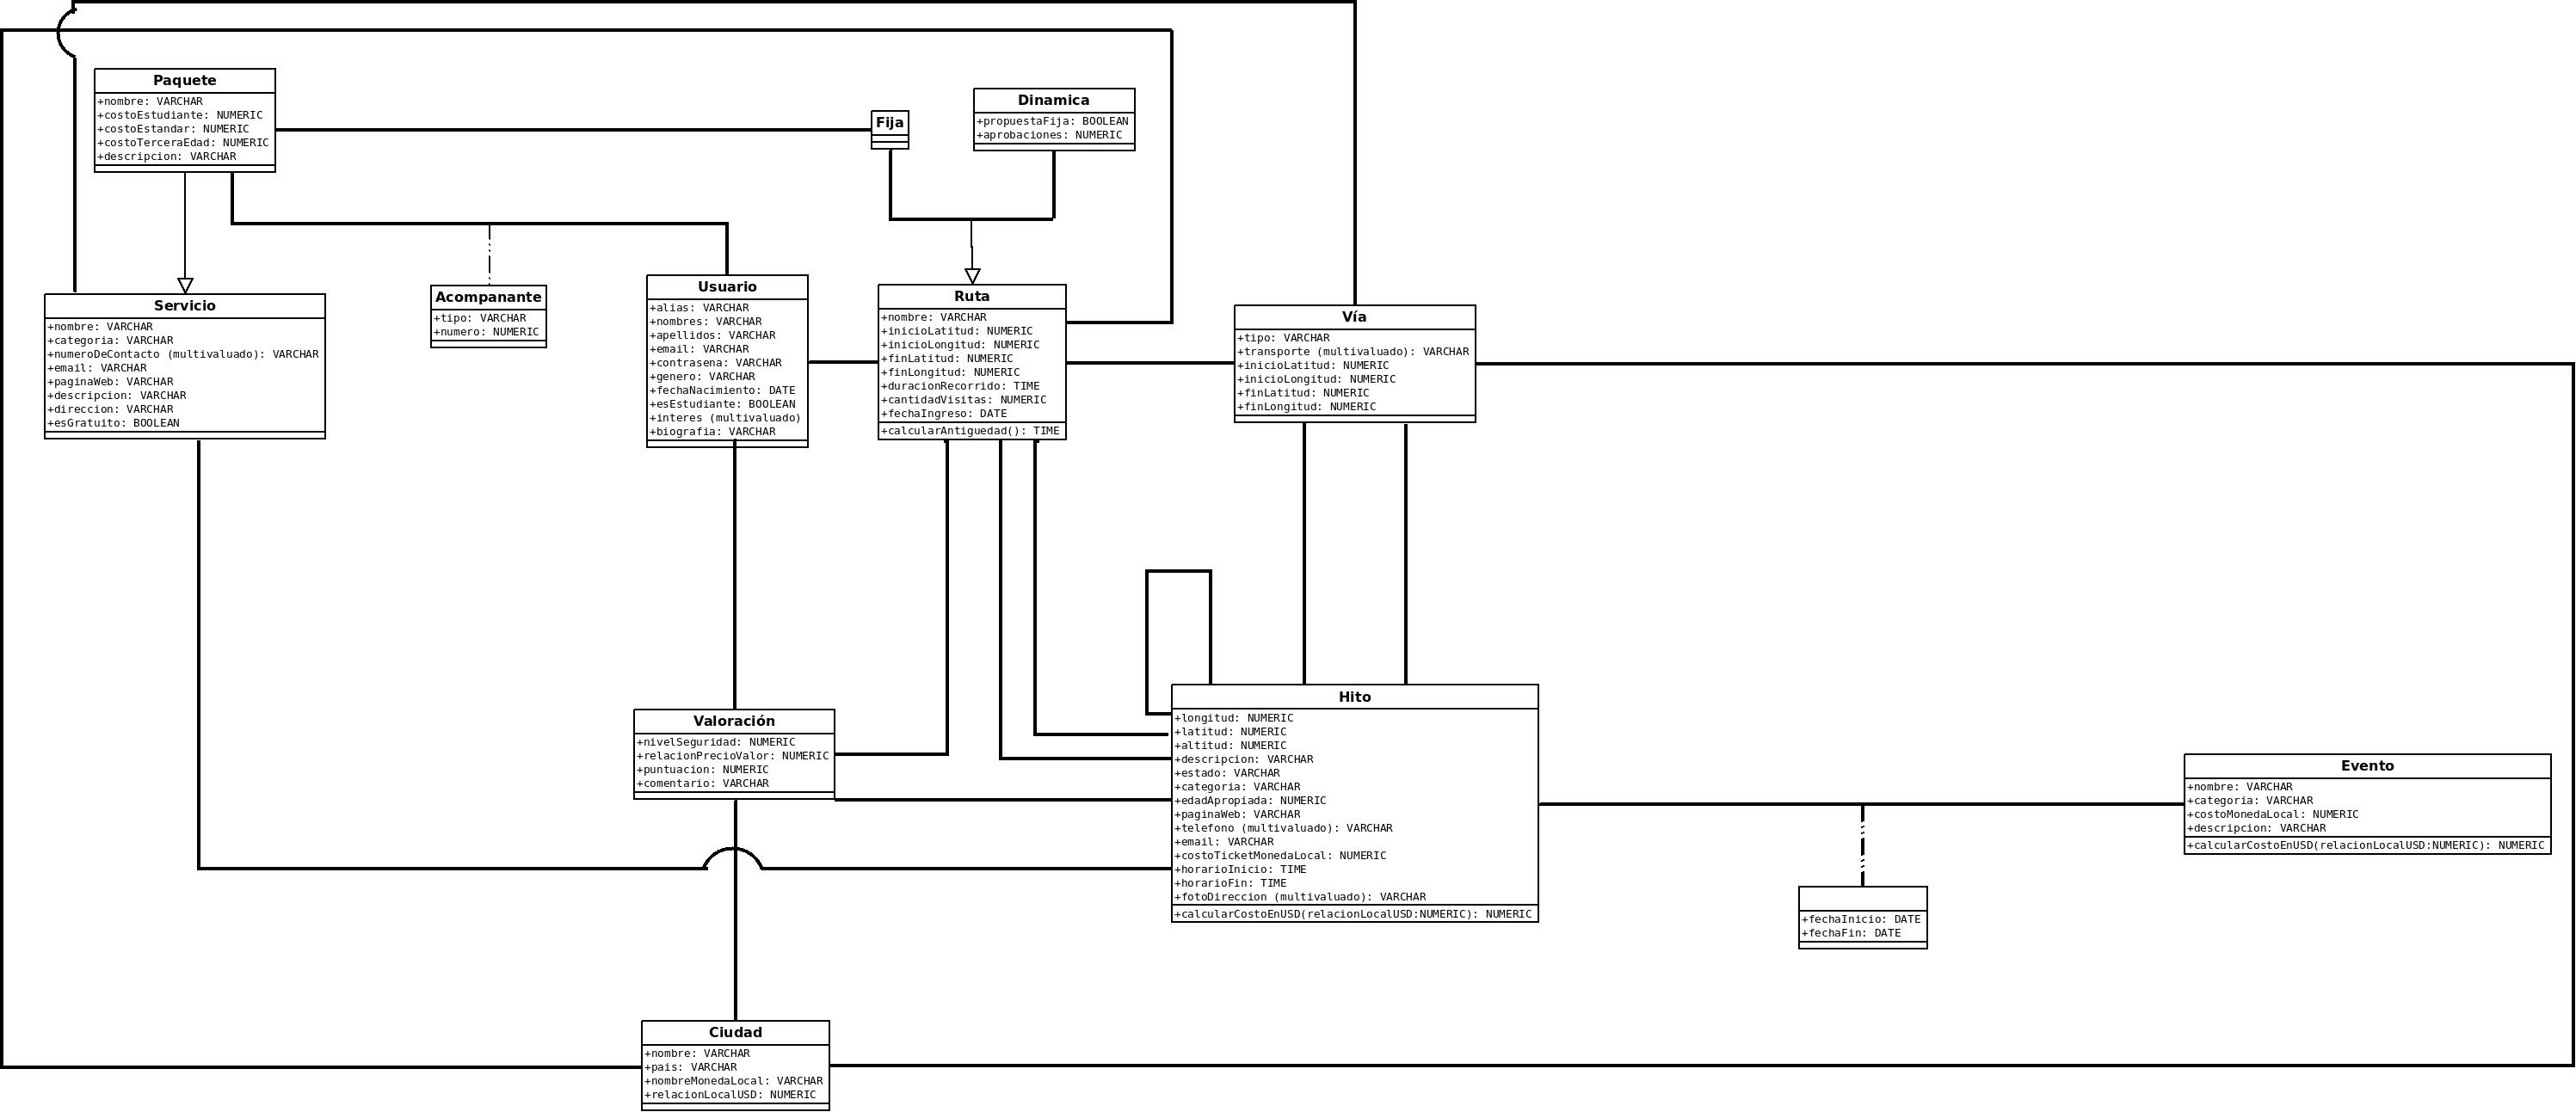 Paquete
+nombre: VARCHAR
+costoEstudiante: NUMERIC
+costoEstandar: NUMERIC
+costoTerceraEdad: NUMERIC
+descripcion: VARCHAR
Fija
Dinamica
+propuestaFija: BOOLEAN
+aprobaciones: NUMERIC
Servicio
+nombre: VARCHAR
+categoria: VARCHAR
+numeroDeContacto (multivaluado): VARCHAR
+email: VARCHAR
+paginaWeb: VARCHAR
+descripcion: VARCHAR
+direccion: VARCHAR
+esGratuito: BOOLEAN
Acompanante
+tipo: VARCHAR
+numero: NUMERIC
Usuario
+alias: VARCHAR
+nombres: VARCHAR
+apellidos: VARCHAR
+email: VARCHAR
+contrasena: VARCHAR
+genero: VARCHAR
+fechaNacimiento: DATE
+esEstudiante: BOOLEAN
+interes (multivaluado)
+biografia: VARCHAR
Ruta
+nombre: VARCHAR
+inicioLatitud: NUMERIC
+inicioLongitud: NUMERIC
+finLatitud: NUMERIC
+finLongitud: NUMERIC
+duracionRecorrido: TIME
+cantidadVisitas: NUMERIC
+fechaIngreso: DATE
+calcularAntiguedad(): TIME
Vía
+tipo: VARCHAR
+transporte (multivaluado): VARCHAR
+inicioLatitud: NUMERIC
+inicioLongitud: NUMERIC
+finLatitud: NUMERIC
+finLongitud: NUMERIC
Valoración
+nivelSeguridad: NUMERIC
+relacionPrecioValor: NUMERIC
+puntuacion: NUMERIC
+comentario: VARCHAR
Hito
+longitud: NUMERIC
+latitud: NUMERIC
+altitud: NUMERIC
+descripcion: VARCHAR
+estado: VARCHAR
+categoria: VARCHAR
+edadApropiada: NUMERIC
+paginaWeb: VARCHAR
+telefono (multivaluado): VARCHAR
+email: VARCHAR
+costoTicketMonedaLocal: NUMERIC
+horarioInicio: TIME
+horarioFin: TIME
+fotoDireccion (multivaluado): VARCHAR
+calcularCostoEnUSD(relacionLocalUSD:NUMERIC): NUMERIC
Evento
+nombre: VARCHAR
+categoria: VARCHAR
+costoMonedaLocal: NUMERIC
+descripcion: VARCHAR
+calcularCostoEnUSD(relacionLocalUSD:NUMERIC): NUMERIC
+fechaInicio: DATE
+fechaFin: DATE
Ciudad
+nombre: VARCHAR
+pais: VARCHAR
+nombreMonedaLocal: VARCHAR
+relacionLocalUSD: NUMERIC